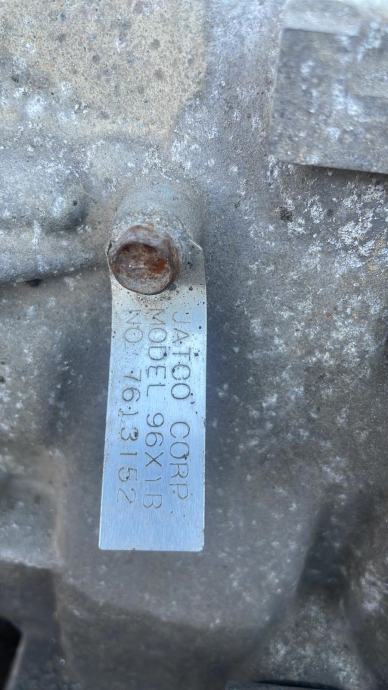 JATCO CORP.
MODEL 96X1B
NO. 7613152